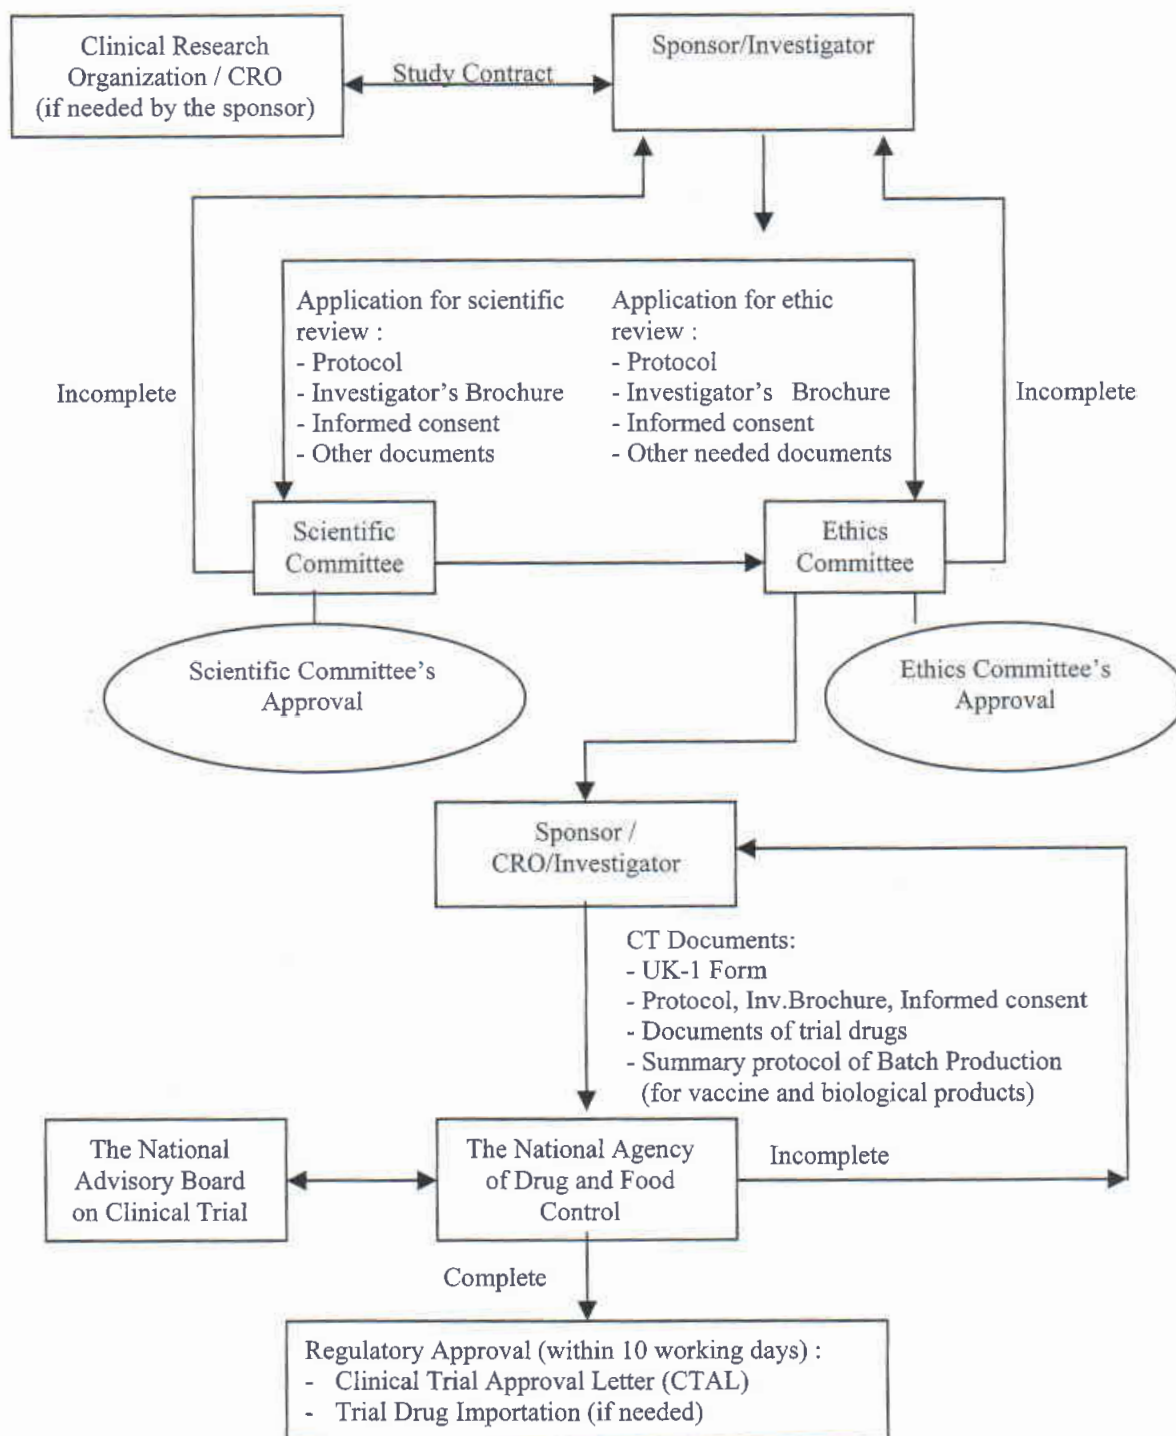 Clinical Research
Organization / CRO
(if needed by the sponsor)
Study Contract
Sponsor/Investigator
Application for scientific
review :
- Protocol
- Investigator's Brochure
- Informed consent
- Other documents
Application for ethic
review :
- Protocol
- Investigator's Brochure
- Informed consent
- Other needed documents
Incomplete
Incomplete
Scientific
Committee
Ethics
Committee
Scientific Committee's
Approval
Ethics Committee's
Approval
Sponsor /
CRO/Investigator
CT Documents:
- UK-1 Form
- Protocol, Inv.Brochure, Informed consent
- Documents of trial drugs
- Summary protocol of Batch Production
(for vaccine and biological products)
The National
Advisory Board
on Clinical Trial
The National Agency
of Drug and Food
Control
Incomplete
Complete
Regulatory Approval (within 10 working days) :
- Clinical Trial Approval Letter (CTAL)
- Trial Drug Importation (if needed)